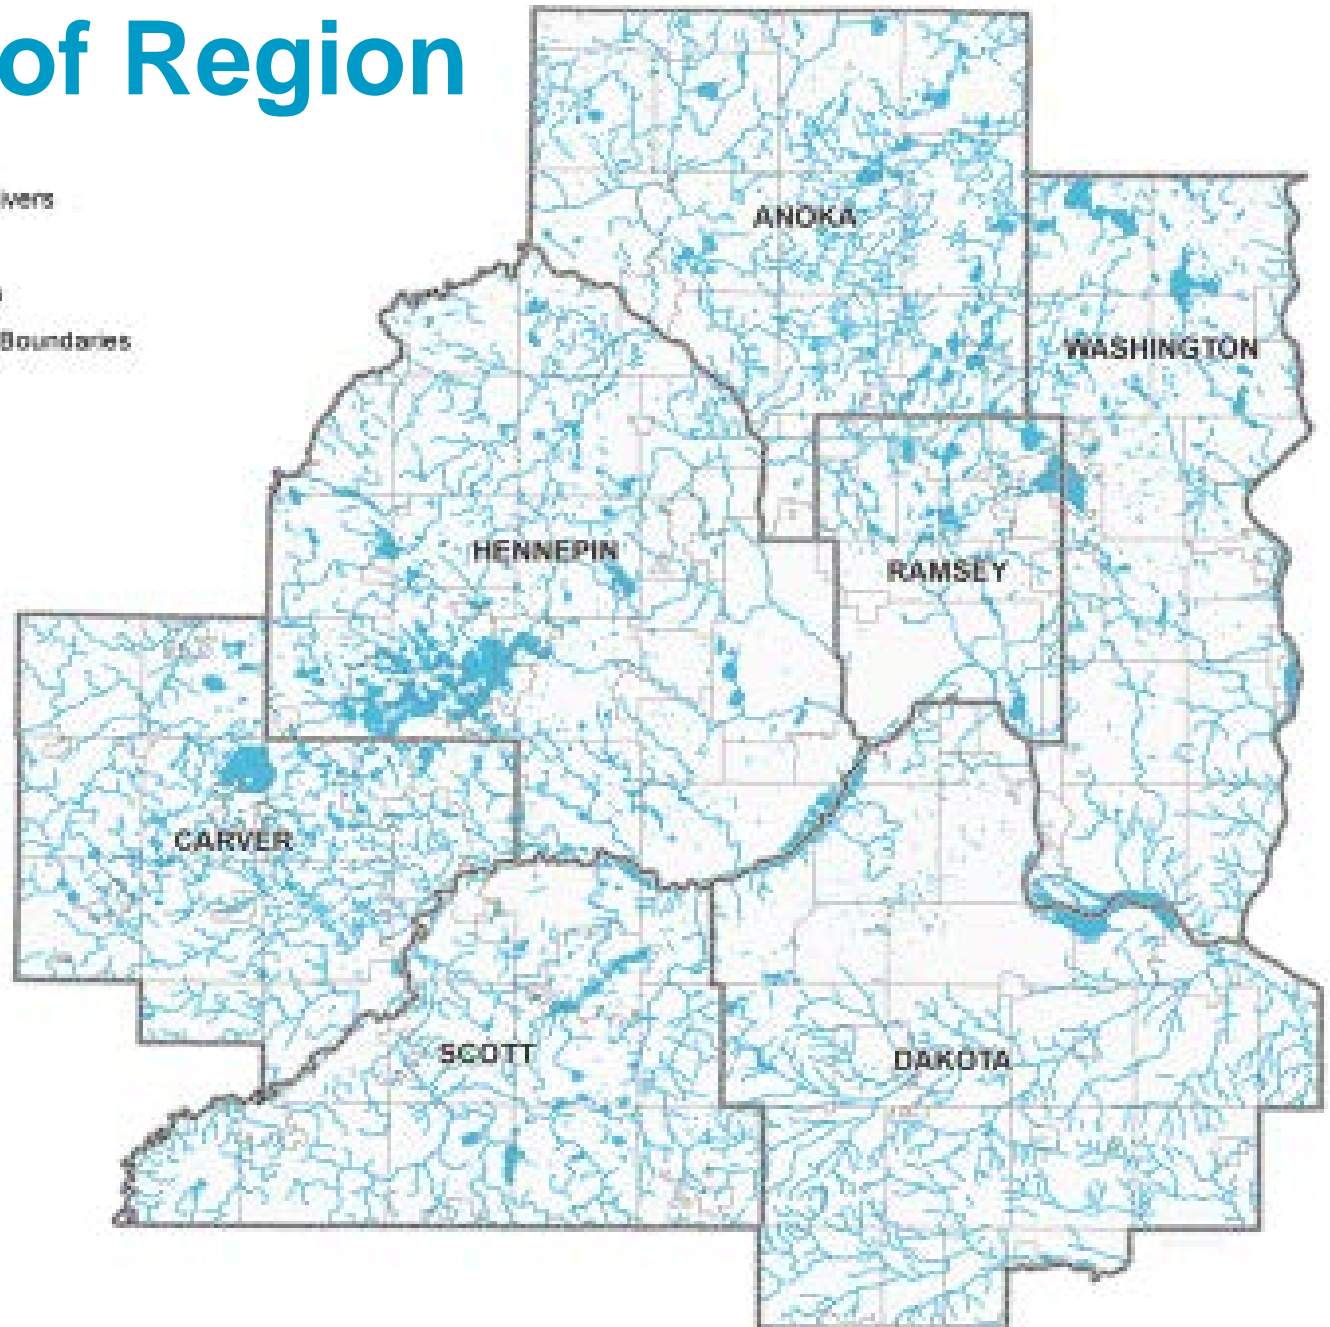 of Region
ivers
Boundaries
ANOKA
WASHINGTON
HENNEPIN
RAMSEY
CARVER
SCOTT
DAKOTA